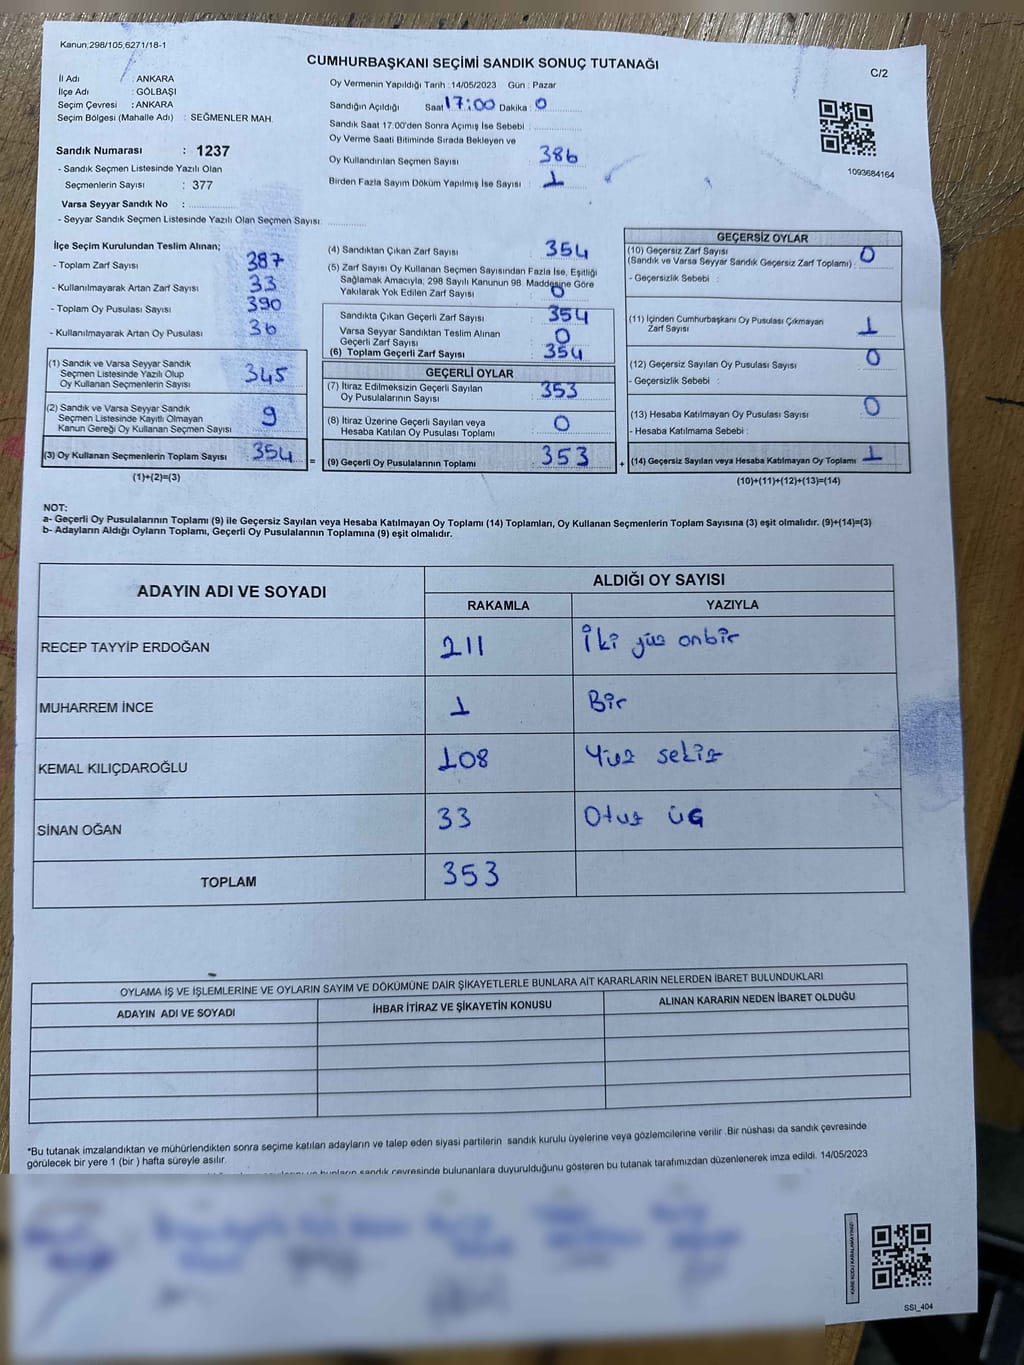 Kanun,298/105,6271/18-1
CUMHURBAŞKANI SEÇİMİ SANDIK SONUÇ TUTANAĞI
C/2
İl Adı : ANKARA
İlçe Adı : GÖLBAŞI
Seçim Çevresi : ANKARA
Seçim Bölgesi (Mahalle Adı) : SEĞMENLER MAH.
Sandık Numarası : 1237
- Sandık Seçmen Listesinde Yazılı Olan
Seçmenlerin Sayısı : 377
Varsa Seyyar Sandık No :
- Seyyar Sandık Seçmen Listesinde Yazılı Olan Seçmen Sayısı:
Oy Vermenin Yapıldığı Tarih : 14/05/2023 Gün : Pazar
Sandığın Açıldığı Saat 17:00 Dakika : 0
Sandık Saat 17.00'den Sonra Açımış İse Sebebi :
Oy Verme Saati Bitiminde Sırada Bekleyen ve
Oy Kullandırılan Seçmen Sayısı : 386
Birden Fazla Sayım Döküm Yapılmış İse Sayısı : 1
1093684164
İlçe Seçim Kurulundan Teslim Alınan;
- Toplam Zarf Sayısı 387
- Kullanılmayarak Artan Zarf Sayısı 33
- Toplam Oy Pusulası Sayısı 390
- Kullanılmayarak Artan Oy Pusulası 36
(1) Sandık ve Varsa Seyyar Sandık
Seçmen Listesinde Yazılı Olup
Oy Kullanan Seçmenlerin Sayısı 345
(2) Sandık ve Varsa Seyyar Sandık
Seçmen Listesinde Kayıtlı Olmayan
Kanun Gereği Oy Kullanan Seçmen Sayısı 9
(3) Oy Kullanan Seçmenlerin Toplam Sayısı 354 =
(1)+(2)=(3)
(4) Sandıktan Çıkan Zarf Sayısı 354
(5) Zarf Sayısı Oy Kullanan Seçmen Sayısından Fazla İse, Eşitliği
Sağlamak Amacıyla, 298 Sayılı Kanunun 98. Maddesine Göre
Yakılarak Yok Edilen Zarf Sayısı 0
Sandıkta Çıkan Geçerli Zarf Sayısı 354
Varsa Seyyar Sandıktan Teslim Alınan
Geçerli Zarf Sayısı 0
(6) Toplam Geçerli Zarf Sayısı 354
GEÇERLİ OYLAR
(7) İtiraz Edilmeksizin Geçerli Sayılan
Oy Pusulalarının Sayısı 353
(8) İtiraz Üzerine Geçerli Sayılan veya
Hesaba Katılan Oy Pusulası Toplamı 0
(9) Geçerli Oy Pusulalarının Toplamı 353 +
GEÇERSİZ OYLAR
(10) Geçersiz Zarf Sayısı
(Sandık ve Varsa Seyyar Sandık Geçersiz Zarf Toplamı) : 0
- Geçersizlik Sebebi :
(11) İçinden Cumhurbaşkanı Oy Pusulası Çıkmayan
Zarf Sayısı 1
(12) Geçersiz Sayılan Oy Pusulası Sayısı 0
- Geçersizlik Sebebi :
(13) Hesaba Katılmayan Oy Pusulası Sayısı 0
- Hesaba Katılmama Sebebi :
(14) Geçersiz Sayılan veya Hesaba Katılmayan Oy Toplamı 1
(10)+(11)+(12)+(13)=(14)
NOT:
a- Geçerli Oy Pusulalarının Toplamı (9) ile Geçersiz Sayılan veya Hesaba Katılmayan Oy Toplamı (14) Toplamları, Oy Kullanan Seçmenlerin Toplam Sayısına (3) eşit olmalıdır. (9)+(14)=(3)
b- Adayların Aldığı Oyların Toplamı, Geçerli Oy Pusulalarının Toplamına (9) eşit olmalıdır.
ADAYIN ADI VE SOYADI
ALDIĞI OY SAYISI
RAKAMLA YAZIYLA
RECEP TAYYİP ERDOĞAN 211 İki yüz onbir
MUHARREM İNCE 1 Bir
KEMAL KILIÇDAROĞLU 108 Yüz sekiz
SİNAN OĞAN 33 Otuz üç
TOPLAM 353
OYLAMA İŞ VE İŞLEMLERİNE VE OYLARIN SAYIM VE DÖKÜMÜNE DAİR ŞİKAYETLERLE BUNLARA AİT KARARLARIN NELERDEN İBARET BULUNDUKLARI
ADAYIN ADI VE SOYADI İHBAR İTİRAZ VE ŞİKAYETİN KONUSU ALINAN KARARIN NEDEN İBARET OLDUĞU
*Bu tutanak imzalandıktan ve mühürlendikten sonra seçime katılan adayların ve talep eden siyasi partilerin sandık kurulu üyelerine veya gözlemcilerine verilir .Bir nüshası da sandık çevresinde
görülecek bir yere 1 (bir ) hafta süreyle asılır.
sandık çevresinde bulunanlara duyurulduğunu gösteren bu tutanak tarafımızdan düzenlenerek imza edildi. 14/05/2023
KARE KODU KARALAMAYINIZ!
SSI_404